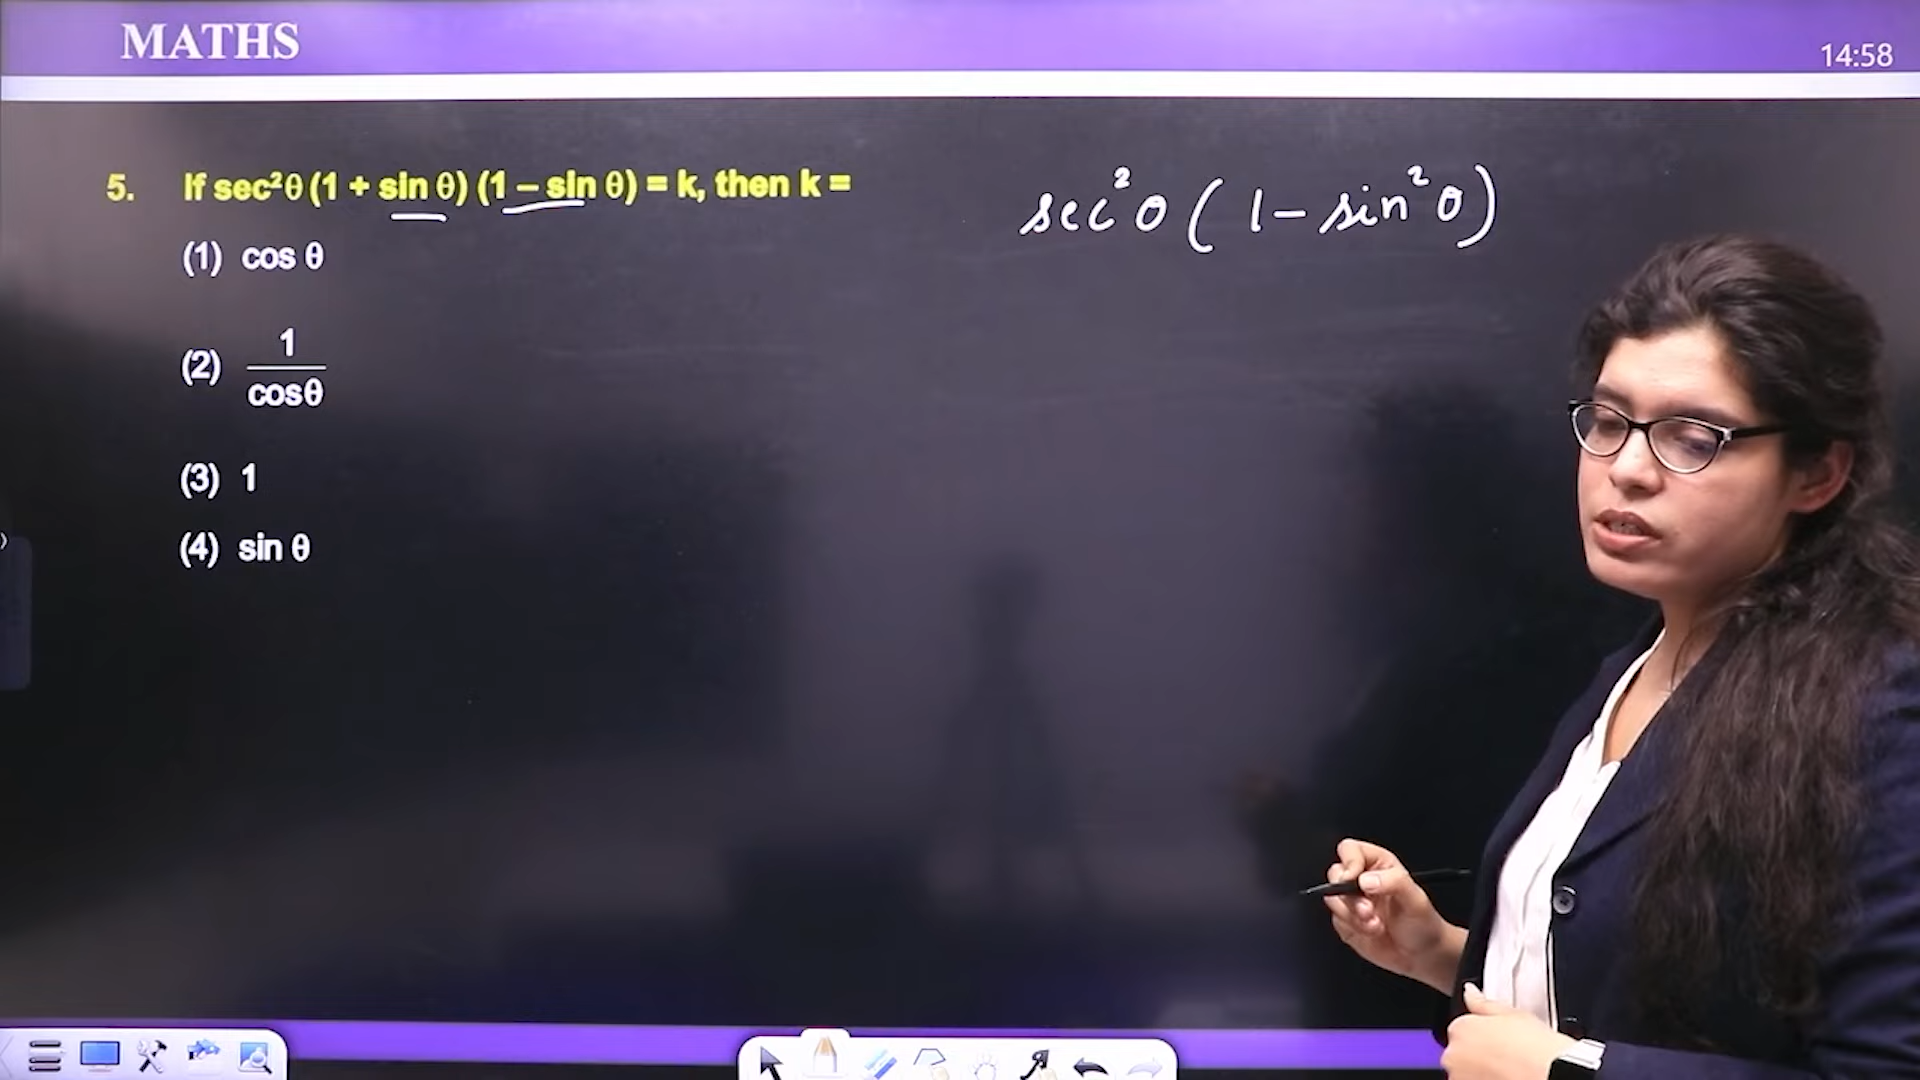 MATHS
14:58
5. If sec²θ (1 + sin θ) (1 – sin θ) = k, then k =
sec²θ (1 – sin²θ)
(1) cos θ
(2) 1/cosθ
(3) 1
(4) sin θ